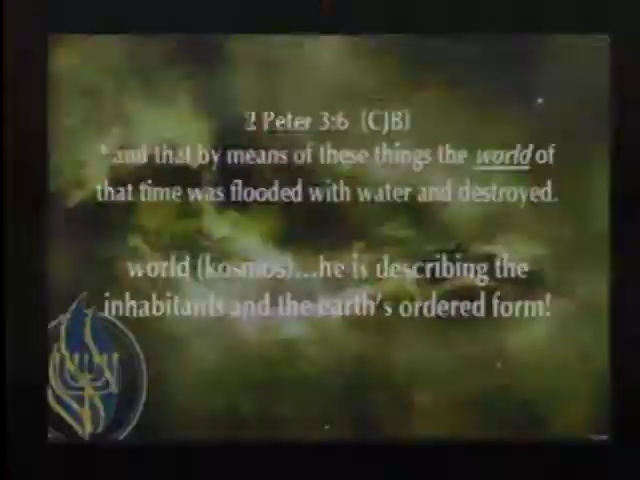 2 Peter 3:6 (CJB)
"and that by means of these things the world of
that time was flooded with water and destroyed.
world (kosmos)...he is describing the
inhabitants and the earth's ordered form!